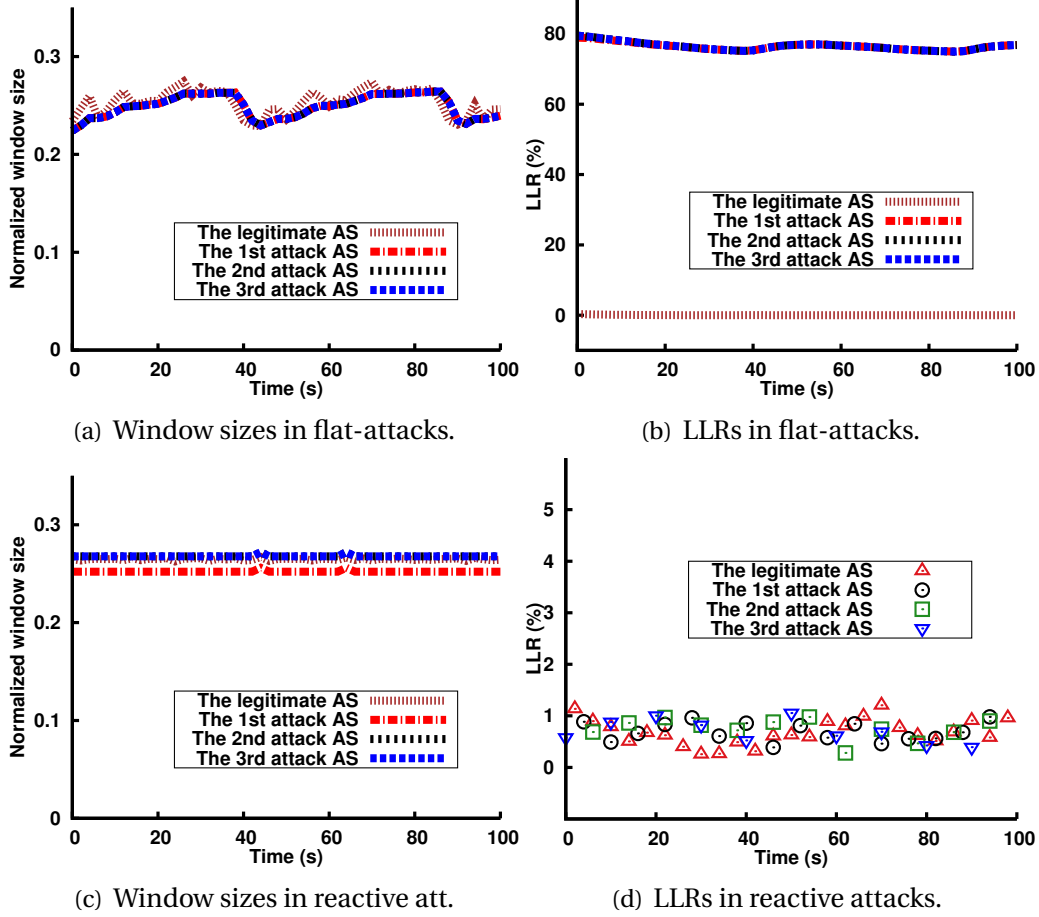 Normalized window size
0.3
0.2
0.1
0
0 20 40 60 80 100
Time (s)
The legitimate AS
The 1st attack AS
The 2nd attack AS
The 3rd attack AS
(a) Window sizes in flat-attacks.
LLR (%)
80
60
40
20
0
0 20 40 60 80 100
Time (s)
The legitimate AS
The 1st attack AS
The 2nd attack AS
The 3rd attack AS
(b) LLRs in flat-attacks.
Normalized window size
0.3
0.2
0.1
0
0 20 40 60 80 100
Time (s)
The legitimate AS
The 1st attack AS
The 2nd attack AS
The 3rd attack AS
(c) Window sizes in reactive att.
LLR (%)
5
4
3
1
1
0
0 20 40 60 80 100
Time (s)
The legitimate AS
The 1st attack AS
The 2nd attack AS
The 3rd attack AS
(d) LLRs in reactive attacks.